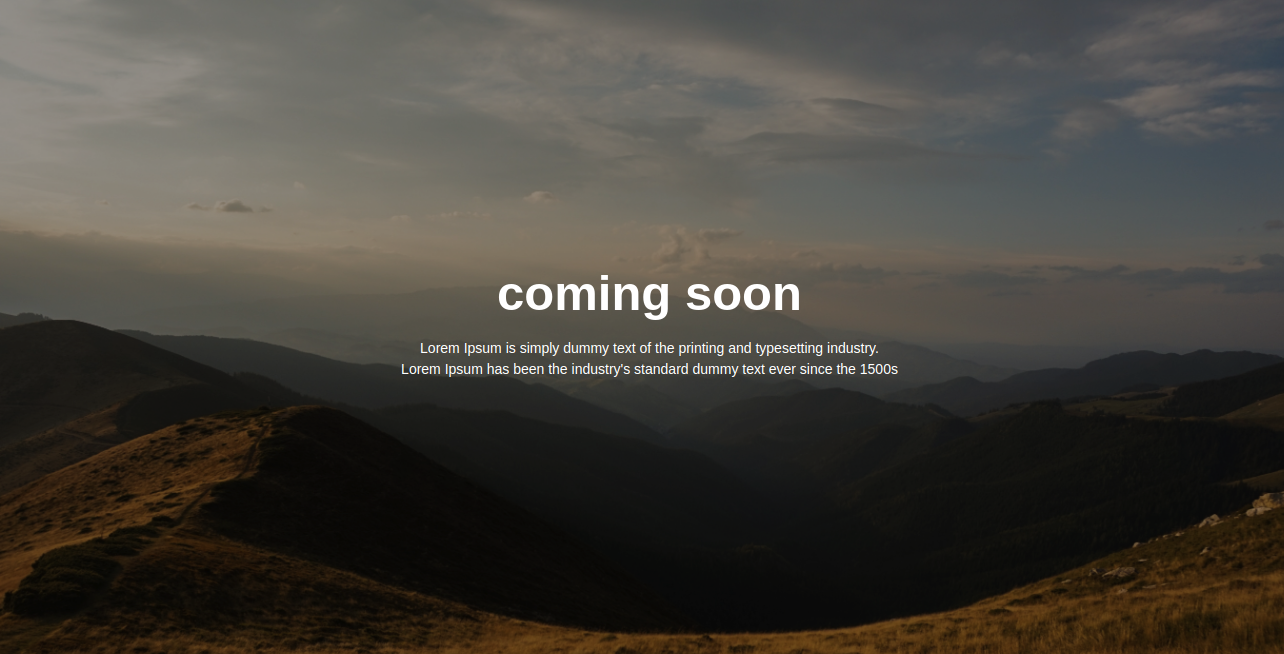 coming soon
Lorem Ipsum is simply dummy text of the printing and typesetting industry.
Lorem Ipsum has been the industry's standard dummy text ever since the 1500s